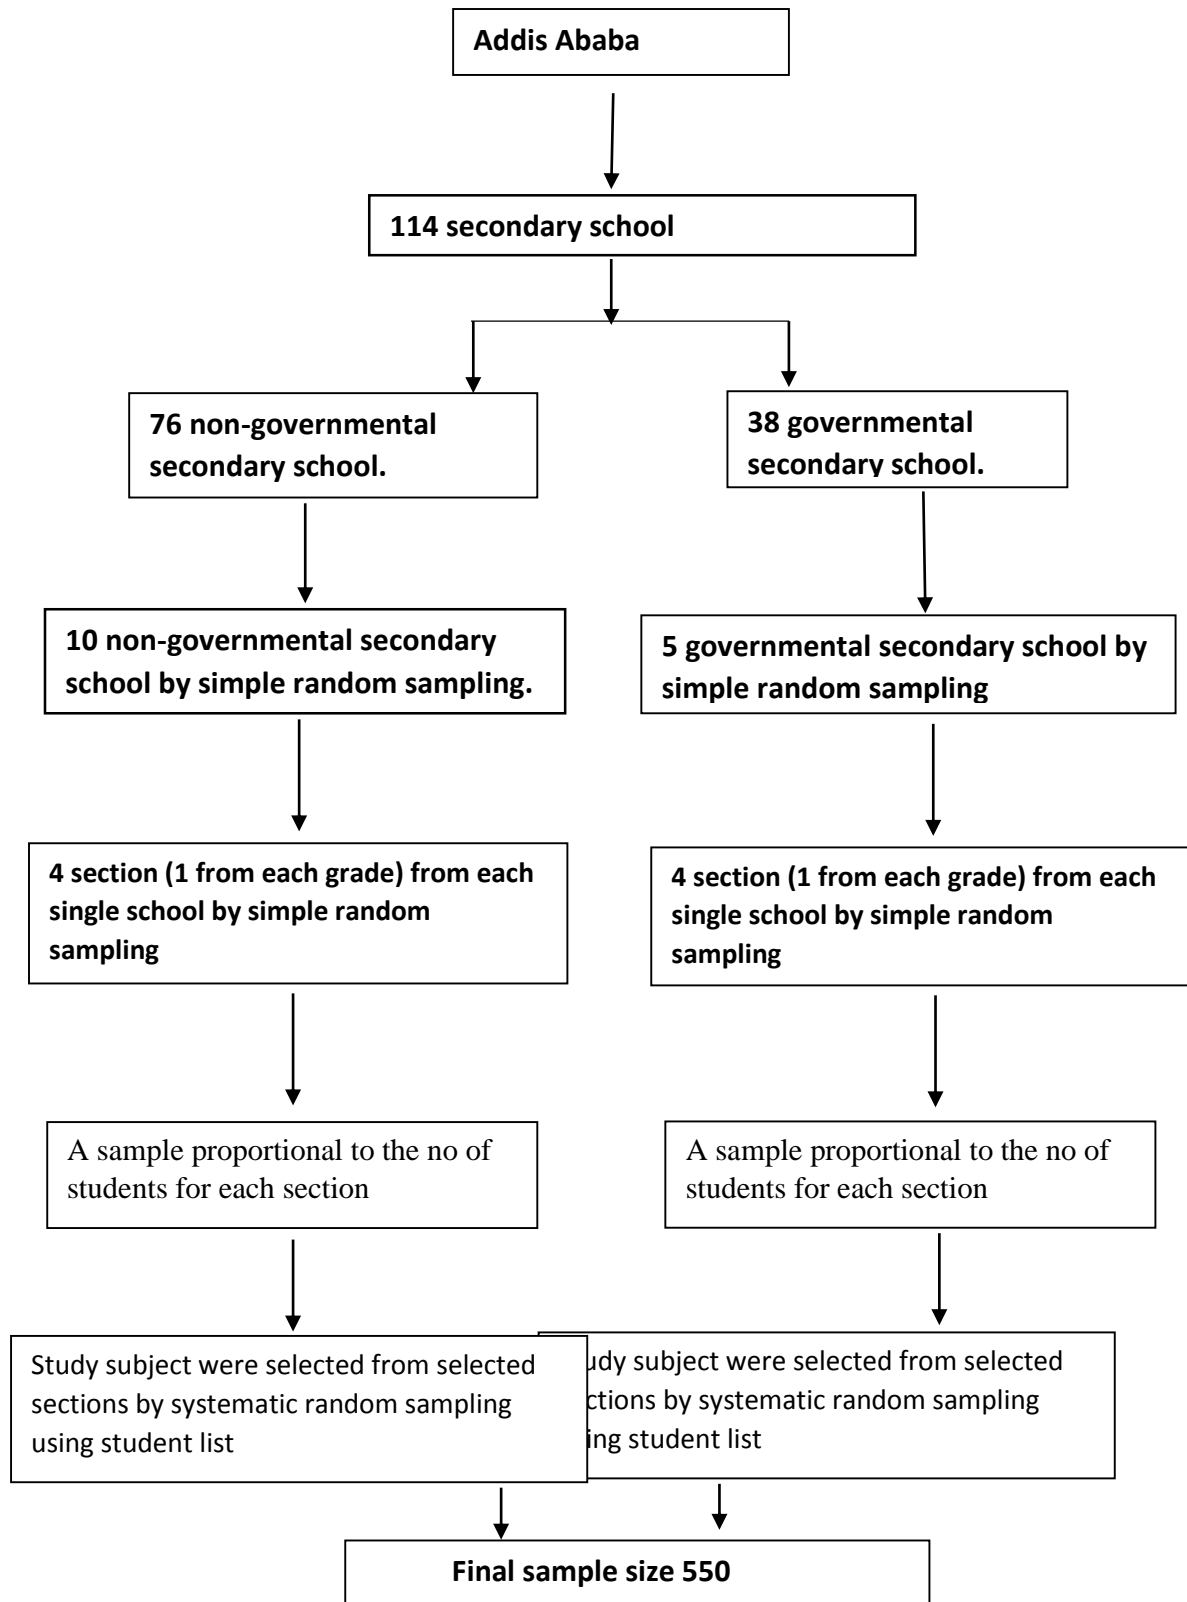 Addis Ababa
114 secondary school
76 non-governmental
secondary school.
38 governmental
secondary school.
10 non-governmental secondary
school by simple random sampling.
5 governmental secondary school by
simple random sampling
4 section (1 from each grade) from each
single school by simple random
sampling
4 section (1 from each grade) from each
single school by simple random
sampling
A sample proportional to the no of
students for each section
A sample proportional to the no of
students for each section
Study subject were selected from selected
sections by systematic random sampling
using student list
udy subject were selected from selected
ctions by systematic random sampling
ing student list
Final sample size 550